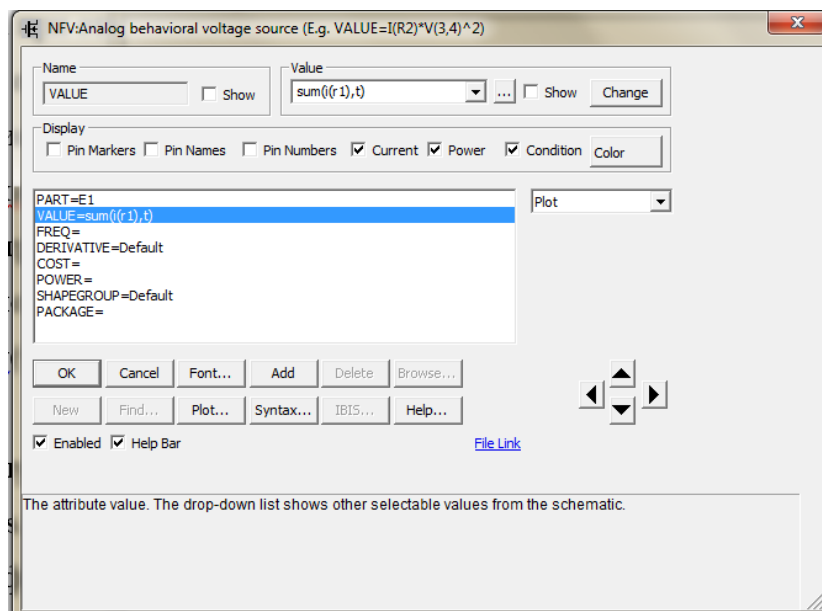 NFV:Analog behavioral voltage source (E.g. VALUE=I(R2)*V(3,4)^2)
Name
VALUE
Show
Value
sum(i(r1),t)
...
Show
Change
Display
Pin Markers
Pin Names
Pin Numbers
Current
Power
Condition
Color
PART=E1
VALUE=sum(i(r1),t)
FREQ=
DERIVATIVE=Default
COST=
POWER=
SHAPEGROUP=Default
PACKAGE=
Plot
OK
Cancel
Font...
Add
Delete
Browse...
New
Find...
Plot...
Syntax...
IBIS...
Help...
Enabled
Help Bar
File Link
The attribute value. The drop-down list shows other selectable values from the schematic.